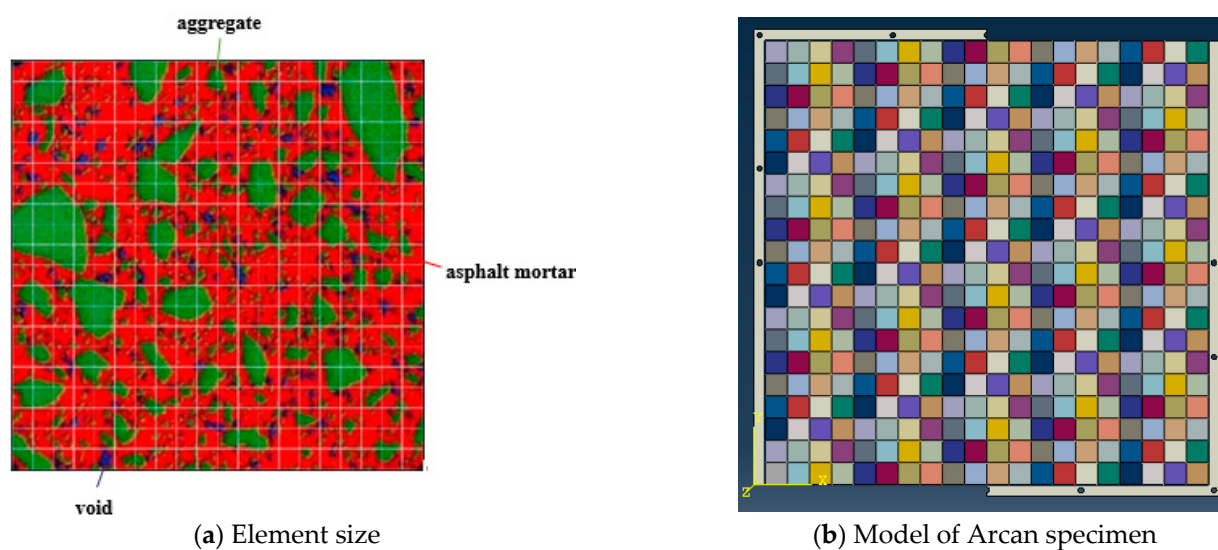 aggregate
asphalt mortar
void
Y
X
Z
(a) Element size
(b) Model of Arcan specimen